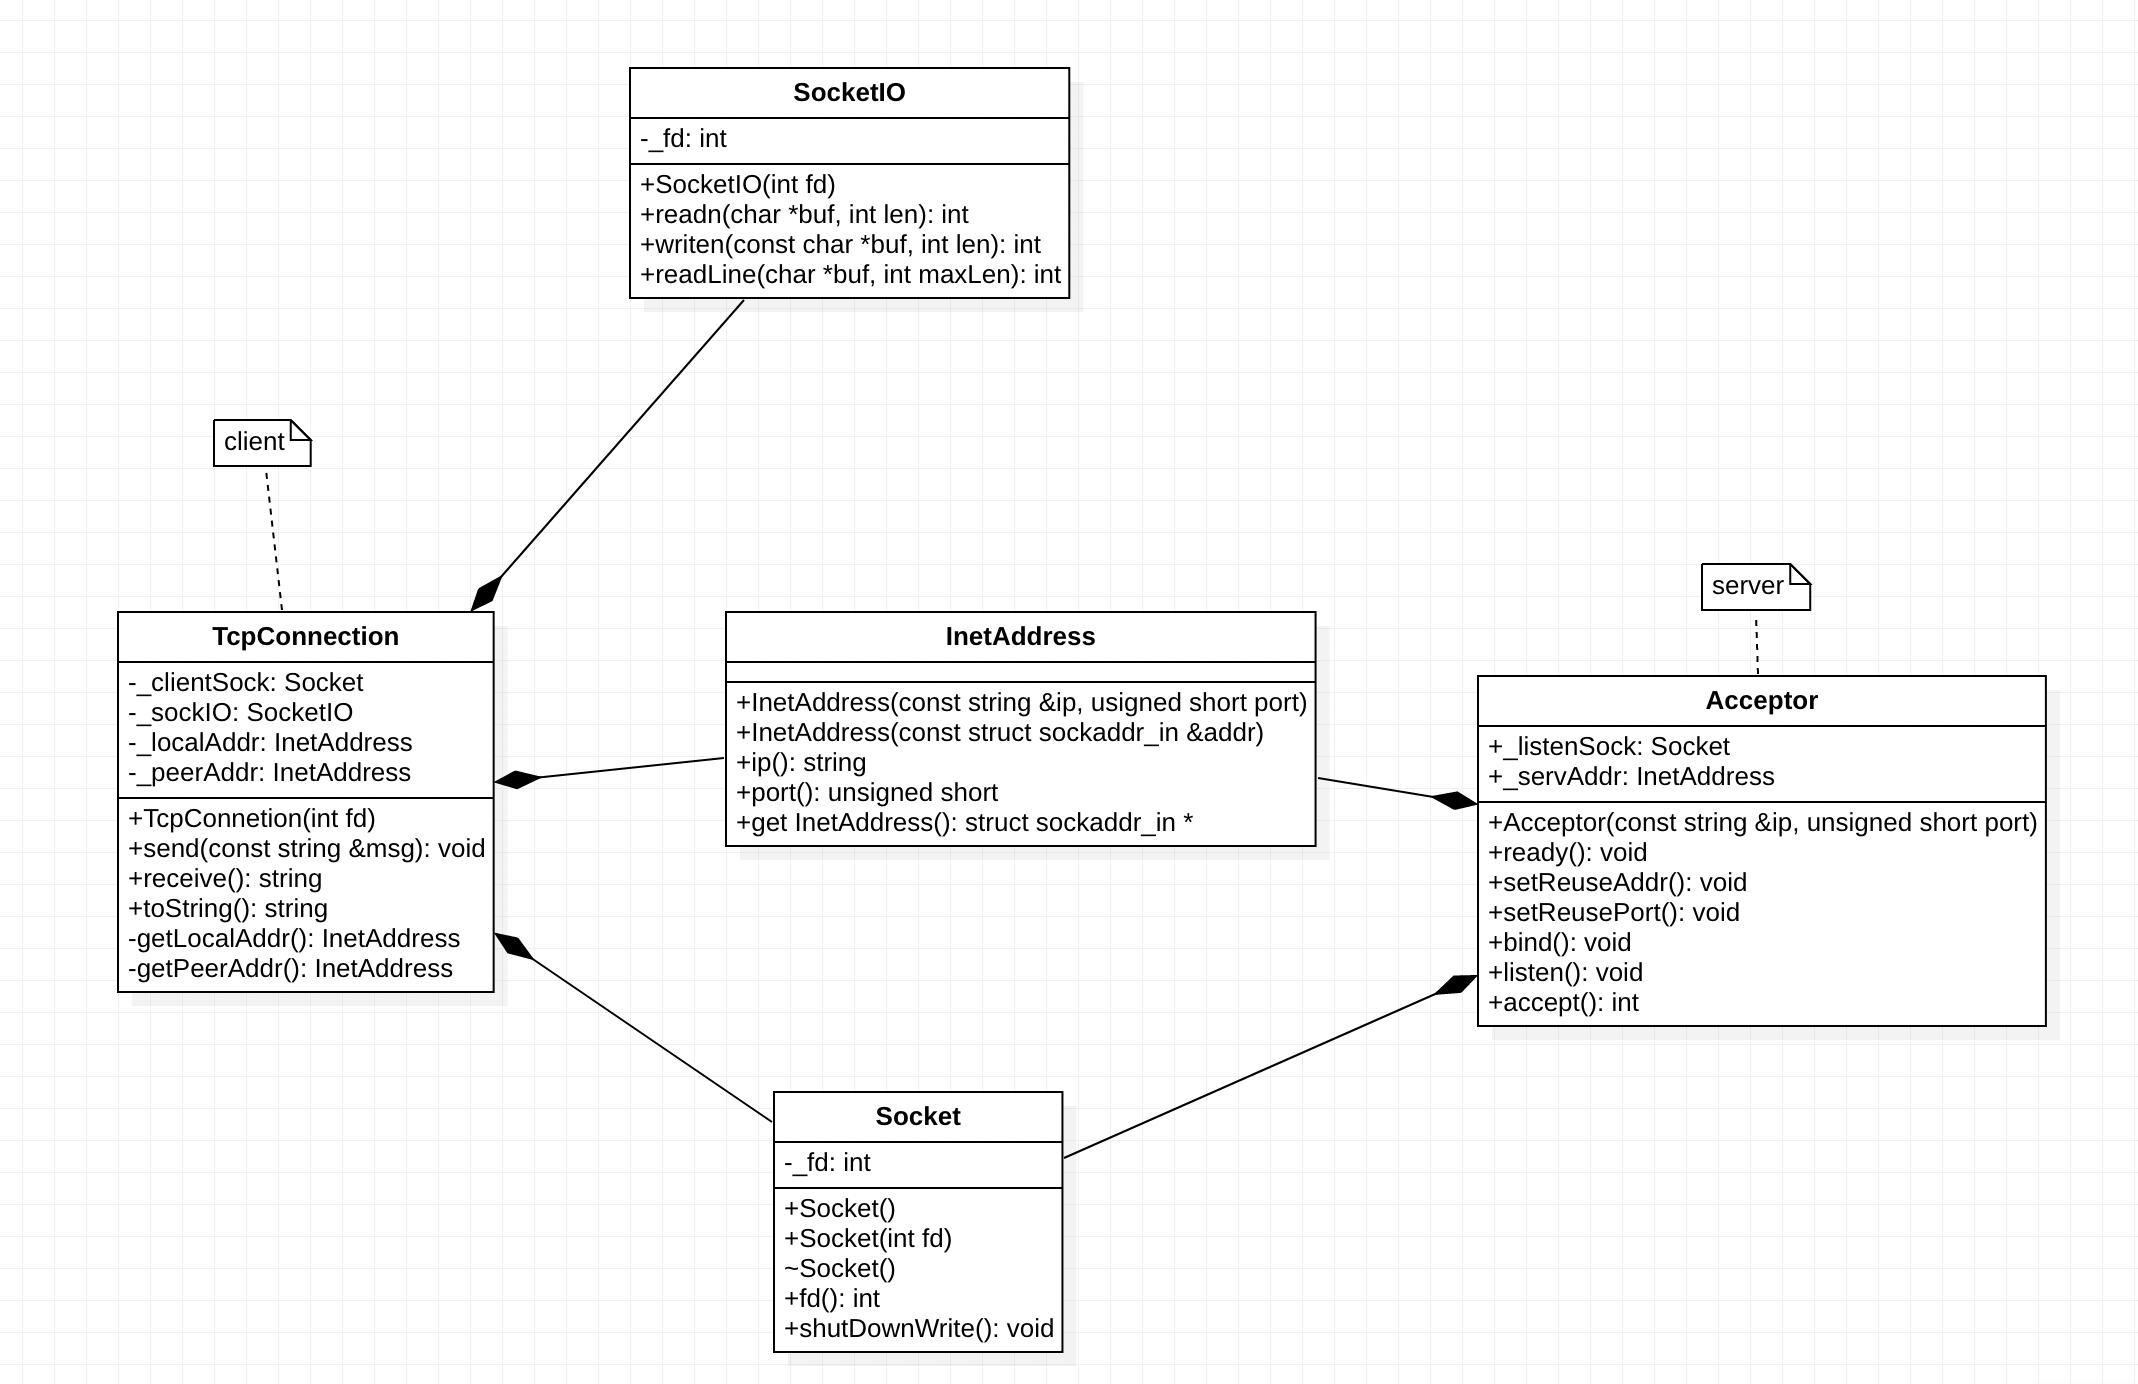 SocketIO
-_fd: int
+SocketIO(int fd)
+readn(char *buf, int len): int
+writen(const char *buf, int len): int
+readLine(char *buf, int maxLen): int
client
server
TcpConnection
-_clientSock: Socket
-_sockIO: SocketIO
-_localAddr: InetAddress
-_peerAddr: InetAddress
+TcpConnetion(int fd)
+send(const string &msg): void
+receive(): string
+toString(): string
-getLocalAddr(): InetAddress
-getPeerAddr(): InetAddress
InetAddress
+InetAddress(const string &ip, usigned short port)
+InetAddress(const struct sockaddr_in &addr)
+ip(): string
+port(): unsigned short
+get InetAddress(): struct sockaddr_in *
Acceptor
+_listenSock: Socket
+_servAddr: InetAddress
+Acceptor(const string &ip, unsigned short port)
+ready(): void
+setReuseAddr(): void
+setReusePort(): void
+bind(): void
+listen(): void
+accept(): int
Socket
-_fd: int
+Socket()
+Socket(int fd)
~Socket()
+fd(): int
+shutDownWrite(): void